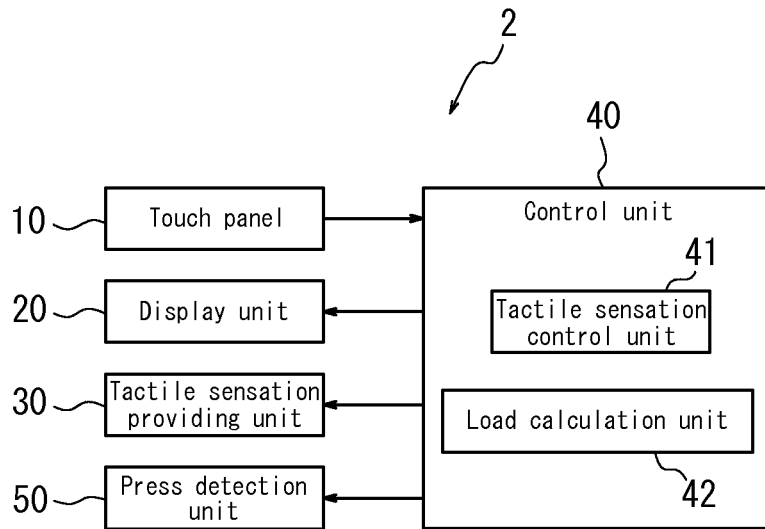 2
40
10
Touch panel
Control unit
41
20
Display unit
Tactile sensation
control unit
30
Tactile sensation
providing unit
Load calculation unit
50
Press detection
unit
42